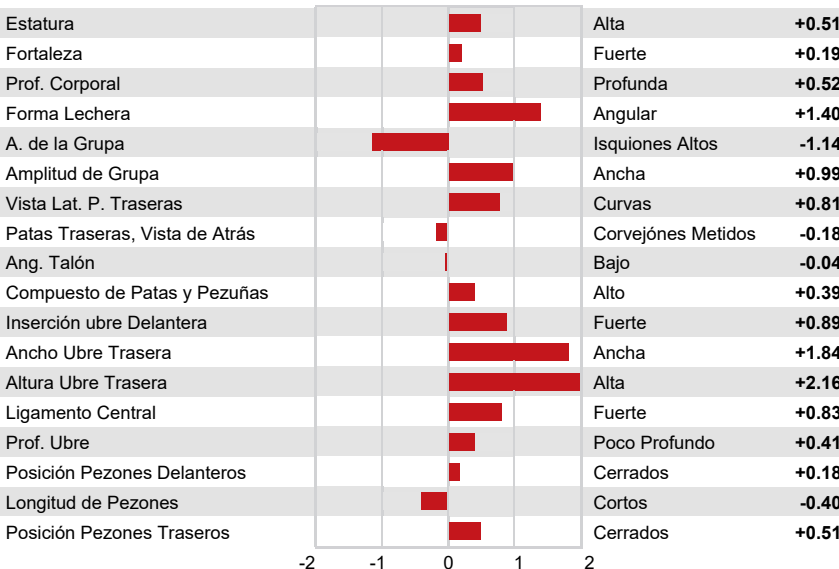 Estatura Alta +0.51
Fortaleza Fuerte +0.19
Prof. Corporal Profunda +0.52
Forma Lechera Angular +1.40
A. de la Grupa Isquiones Altos -1.14
Amplitud de Grupa Ancha +0.99
Vista Lat. P. Traseras Curvas +0.81
Patas Traseras, Vista de Atrás Corvejónes Metidos -0.18
Ang. Talón Bajo -0.04
Compuesto de Patas y Pezuñas Alto +0.39
Inserción ubre Delantera Fuerte +0.89
Ancho Ubre Trasera Ancha +1.84
Altura Ubre Trasera Alta +2.16
Ligamento Central Fuerte +0.83
Prof. Ubre Poco Profundo +0.41
Posición Pezones Delanteros Cerrados +0.18
Longitud de Pezones Cortos -0.40
Posición Pezones Traseros Cerrados +0.51
-2 -1 0 1 2